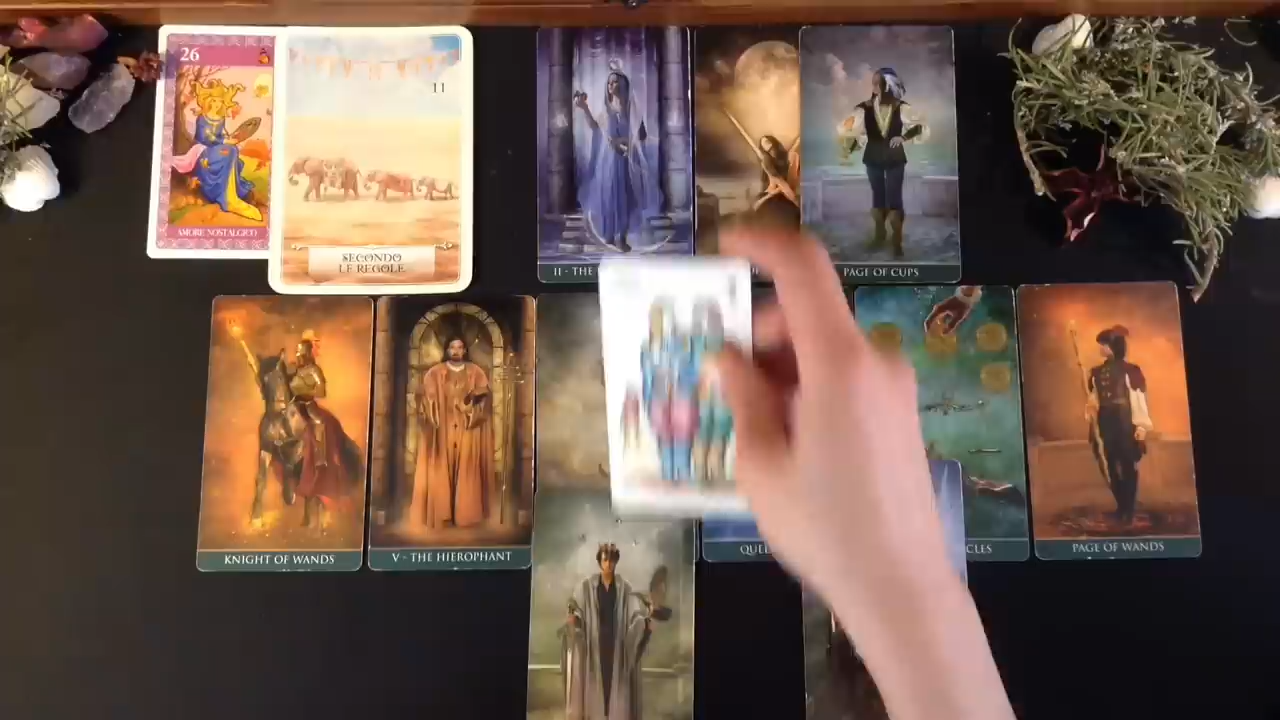 26
AMORE NOSTALGICO
11
SECONDO
LE REGOLE
II - THE
PAGE OF CUPS
KNIGHT OF WANDS
V - THE HIEROPHANT
QUEE
CLES
PAGE OF WANDS